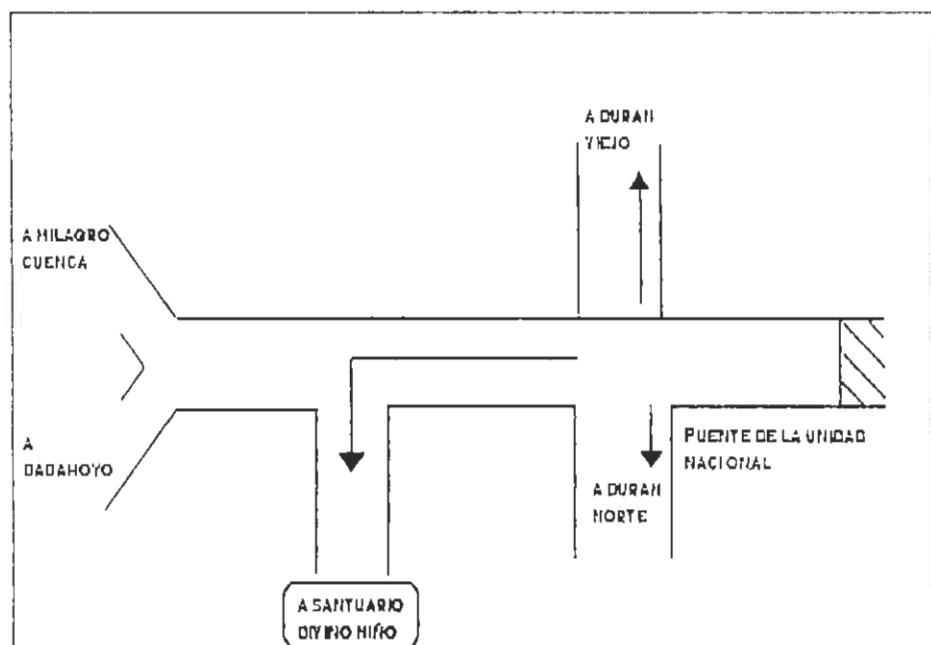 A DURAN
VIEJO
A MILAGRO
CUENCA
A
BABAHOYO
PUENTE DE LA UNIDAD
NACIONAL
A DURAN
NORTE
A SANTUARIO
DIVINO NIÑO